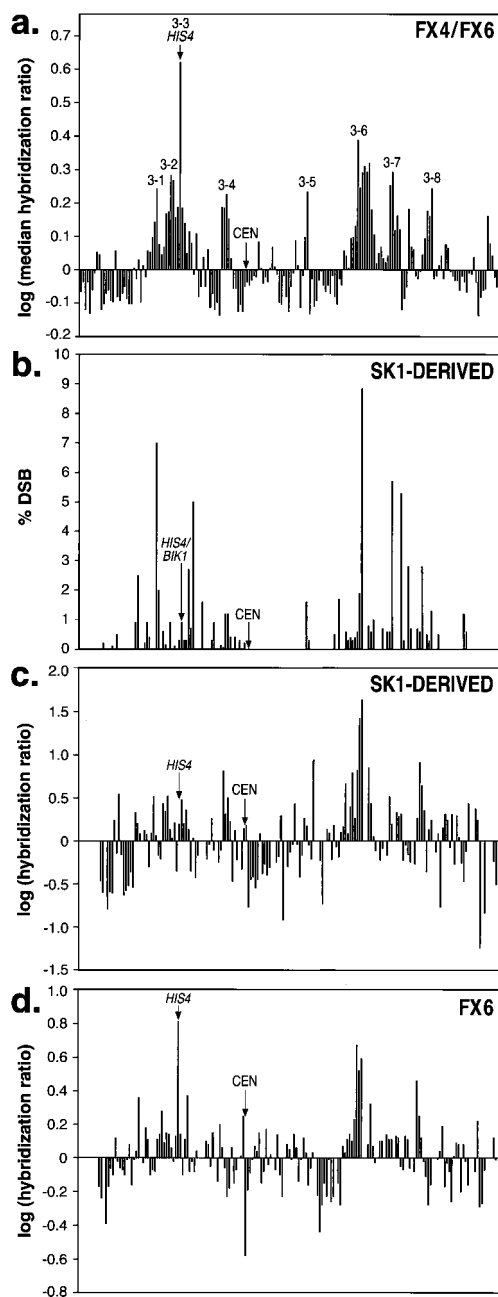 a.
FX4/FX6
log (median hybridization ratio)
0.7
0.6
0.5
0.4
0.3
0.2
0.1
0
-0.1
0.2
3-1
3-2
3-3
HIS4
3-4
CEN
3-5
3-6
3-7
3-8
b.
SK1-DERIVED
% DSB
10
9
8
7
6
5
4
3
2
1
0
HIS4/
BIK1
CEN
c.
SK1-DERIVED
log (hybridization ratio)
2.0
1.5
1.0
0.5
0
-0.5
-1.0
-1.5
HIS4
CEN
d.
FX6
log (hybridization ratio)
1.0
0.8
0.6
0.4
0.2
0
-0.2
-0.4
-0.6
-0.8
HIS4
CEN